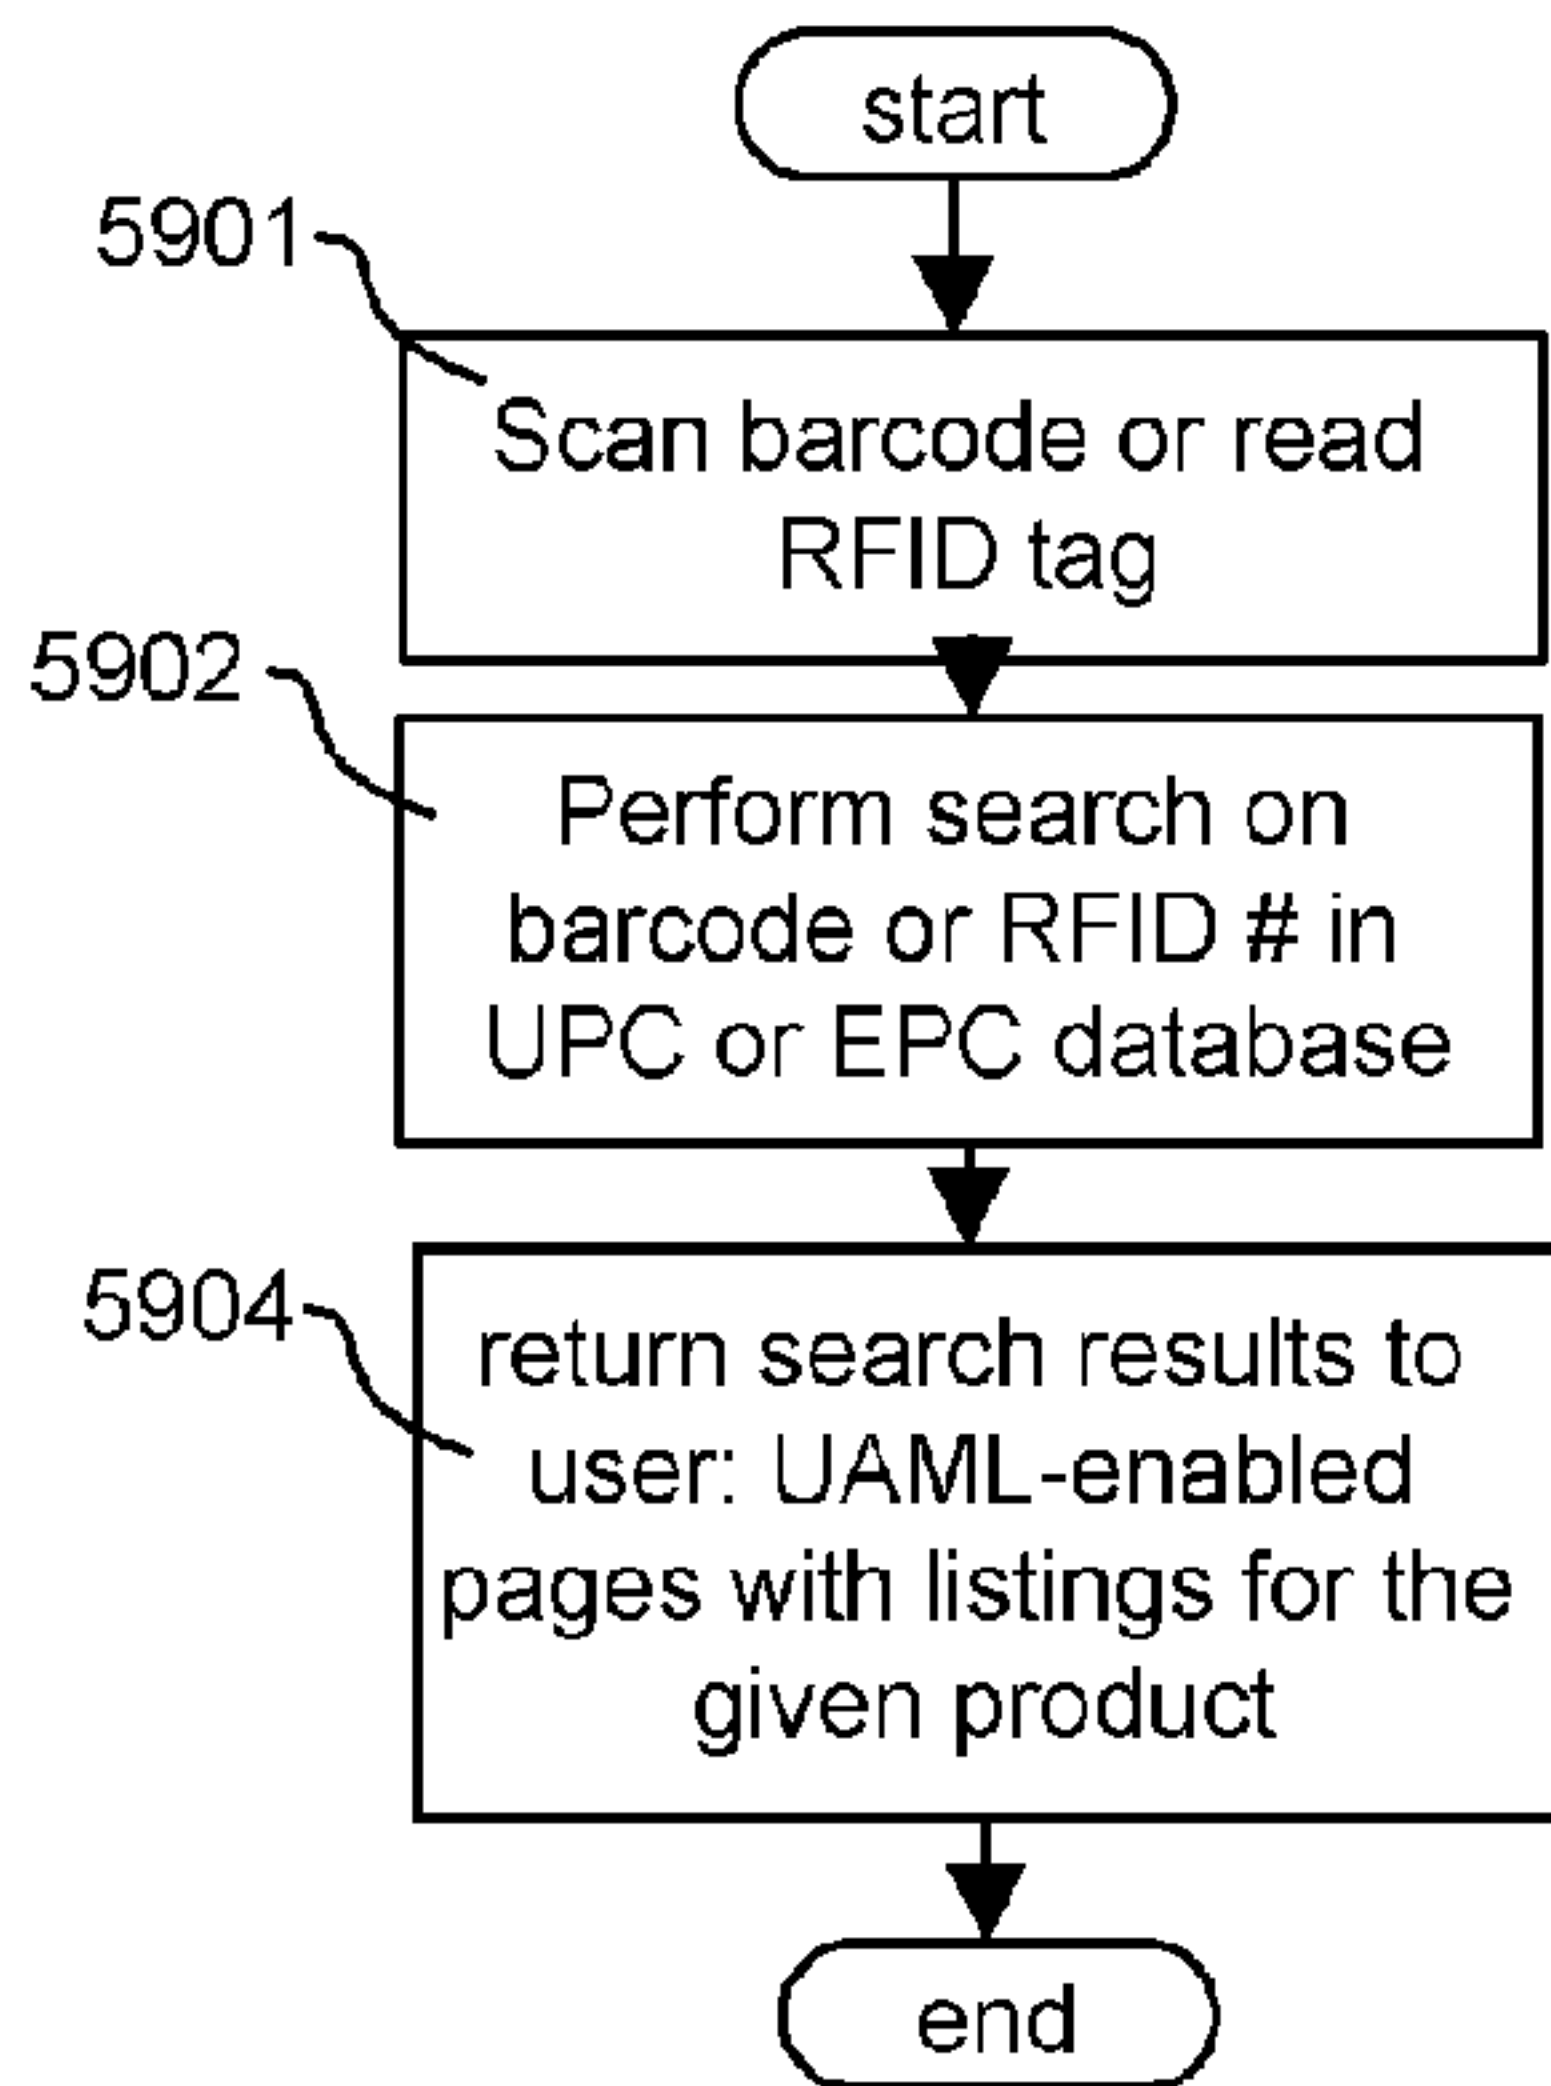 start
5901
Scan barcode or read
RFID tag
5902
Perform search on
barcode or RFID # in
UPC or EPC database
5904
return search results to
user: UAML-enabled
pages with listings for the
given product
end